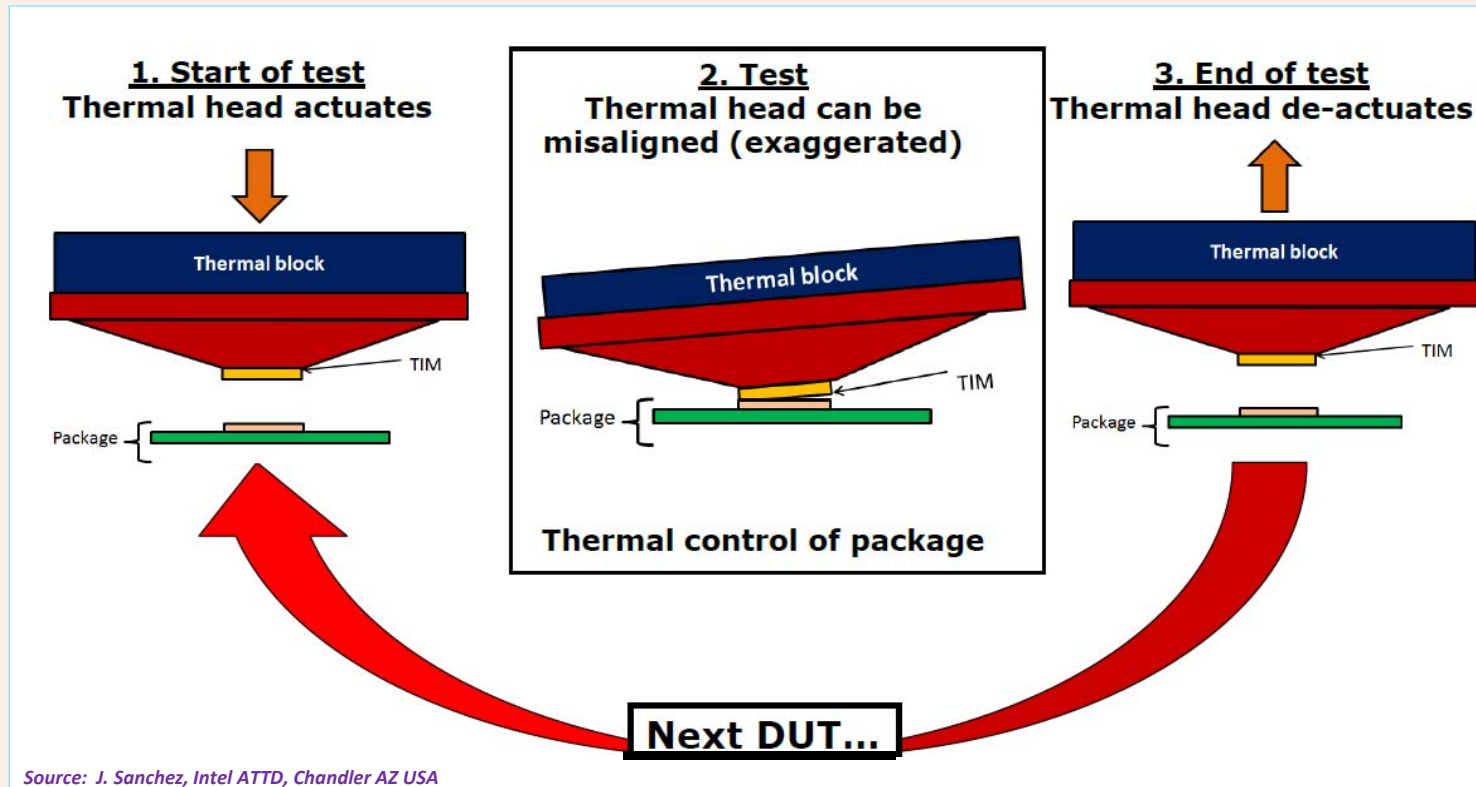 1. Start of test
Thermal head actuates
Thermal block
TIM
Package
2. Test
Thermal head can be
misaligned (exaggerated)
Thermal block
TIM
Package
Thermal control of package
3. End of test
Thermal head de-actuates
Thermal block
TIM
Package
Next DUT...
Source: J. Sanchez, Intel ATTD, Chandler AZ USA